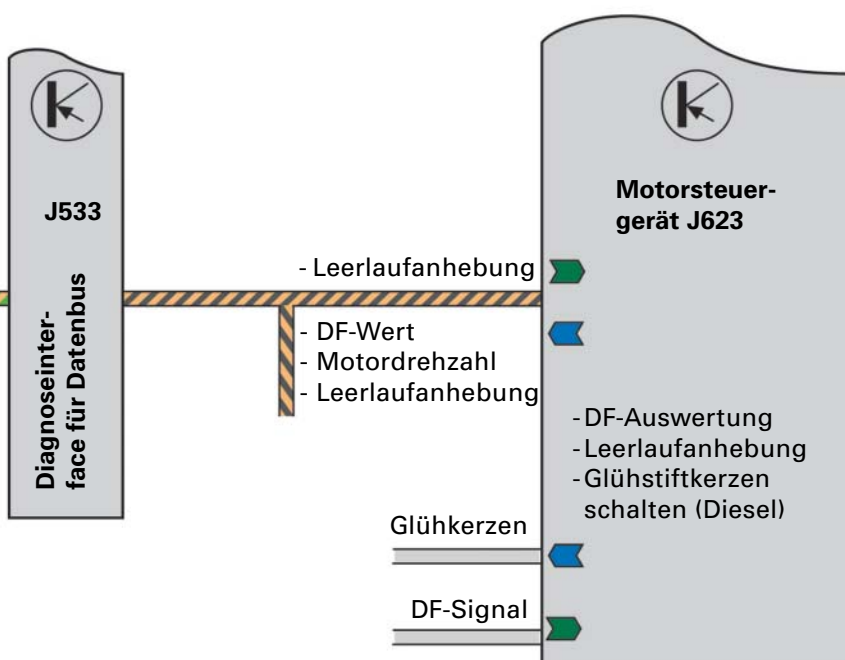 J533
Diagnoseinter-
face für Datenbus
Motorsteuer-
gerät J623
- Leerlaufanhebung
- DF-Wert
- Motordrehzahl
- Leerlaufanhebung
- DF-Auswertung
- Leerlaufanhebung
- Glühstiftkerzen
schalten (Diesel)
Glühkerzen
DF-Signal